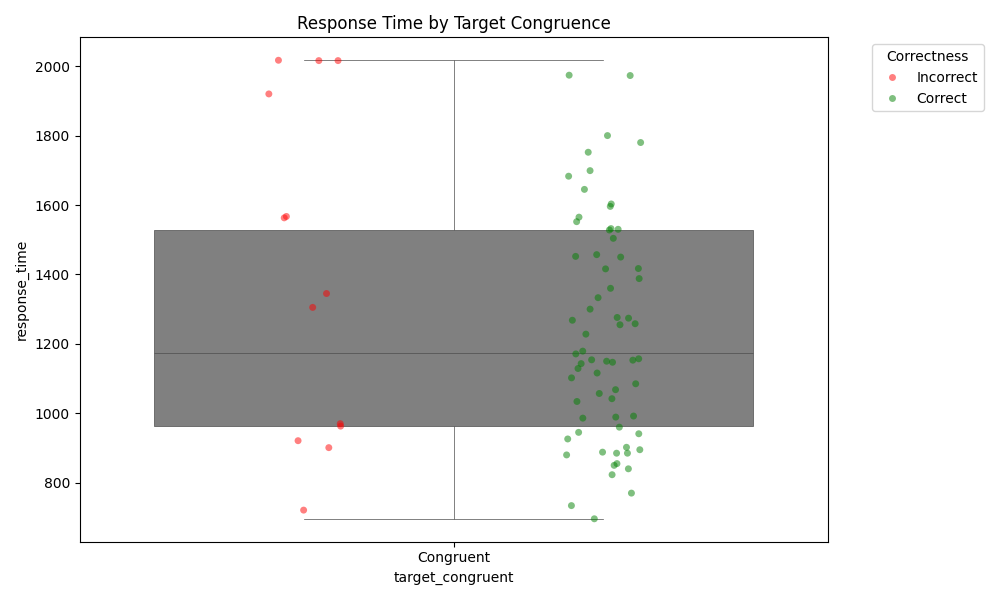 Response Time by Target Congruence
Correctness
Incorrect
Correct
response_time
2000
1800
1600
1400
1200
1000
800
Congruent
target_congruent